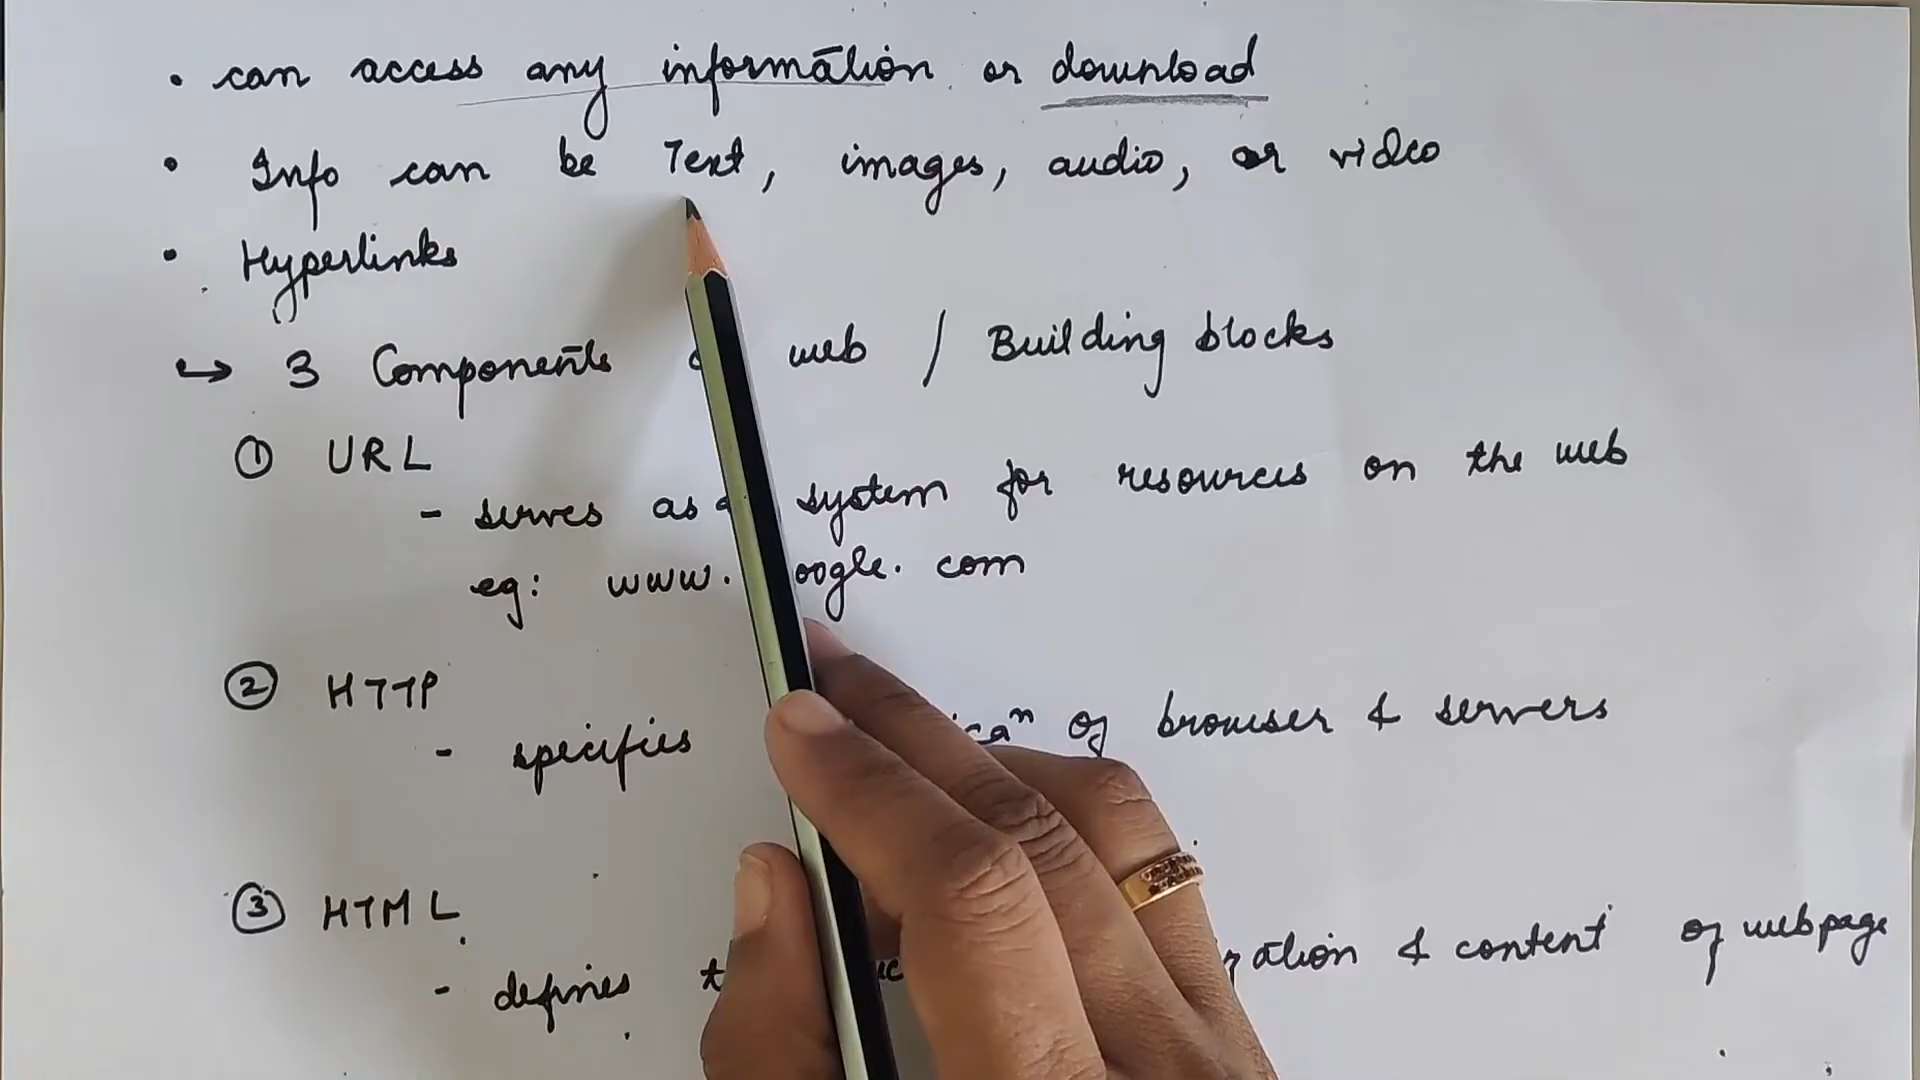 • can access any information or download
• Info can be Text, images, audio, or video
• Hyperlinks
↪ 3 Components web / Building blocks
① URL
- serves as system for resources on the web
eg: www. oogle. com
② HTTP
- specifies of browser & servers
③ HTML
- defines & content of webpage